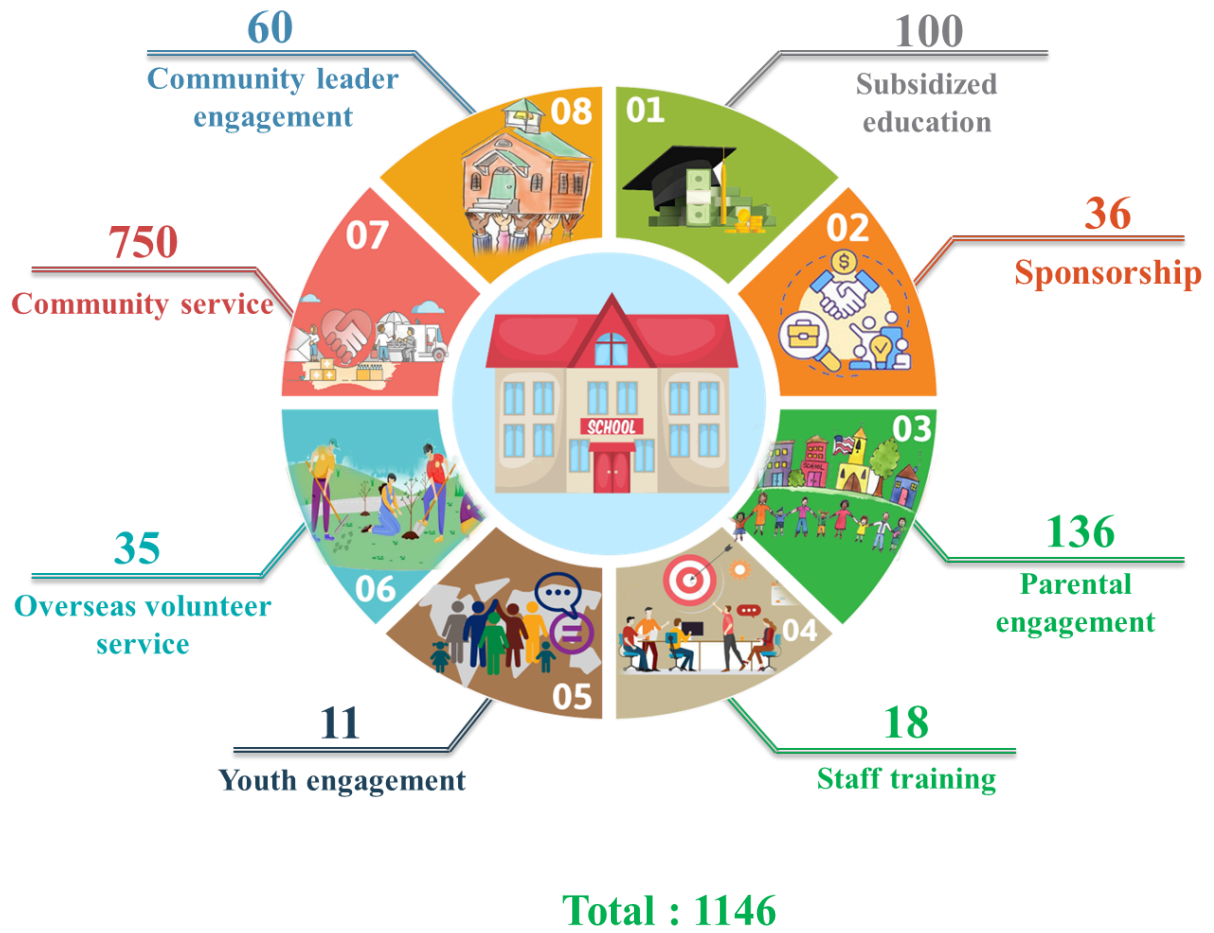 60
Community leader
engagement
100
Subsidized
education
08
01
750
Community service
07
02
36
Sponsorship
$
SCHOOL
03
SCHOOL
35
Overseas volunteer
service
06
136
Parental
engagement
05
04
11
Youth engagement
18
Staff training
Total : 1146